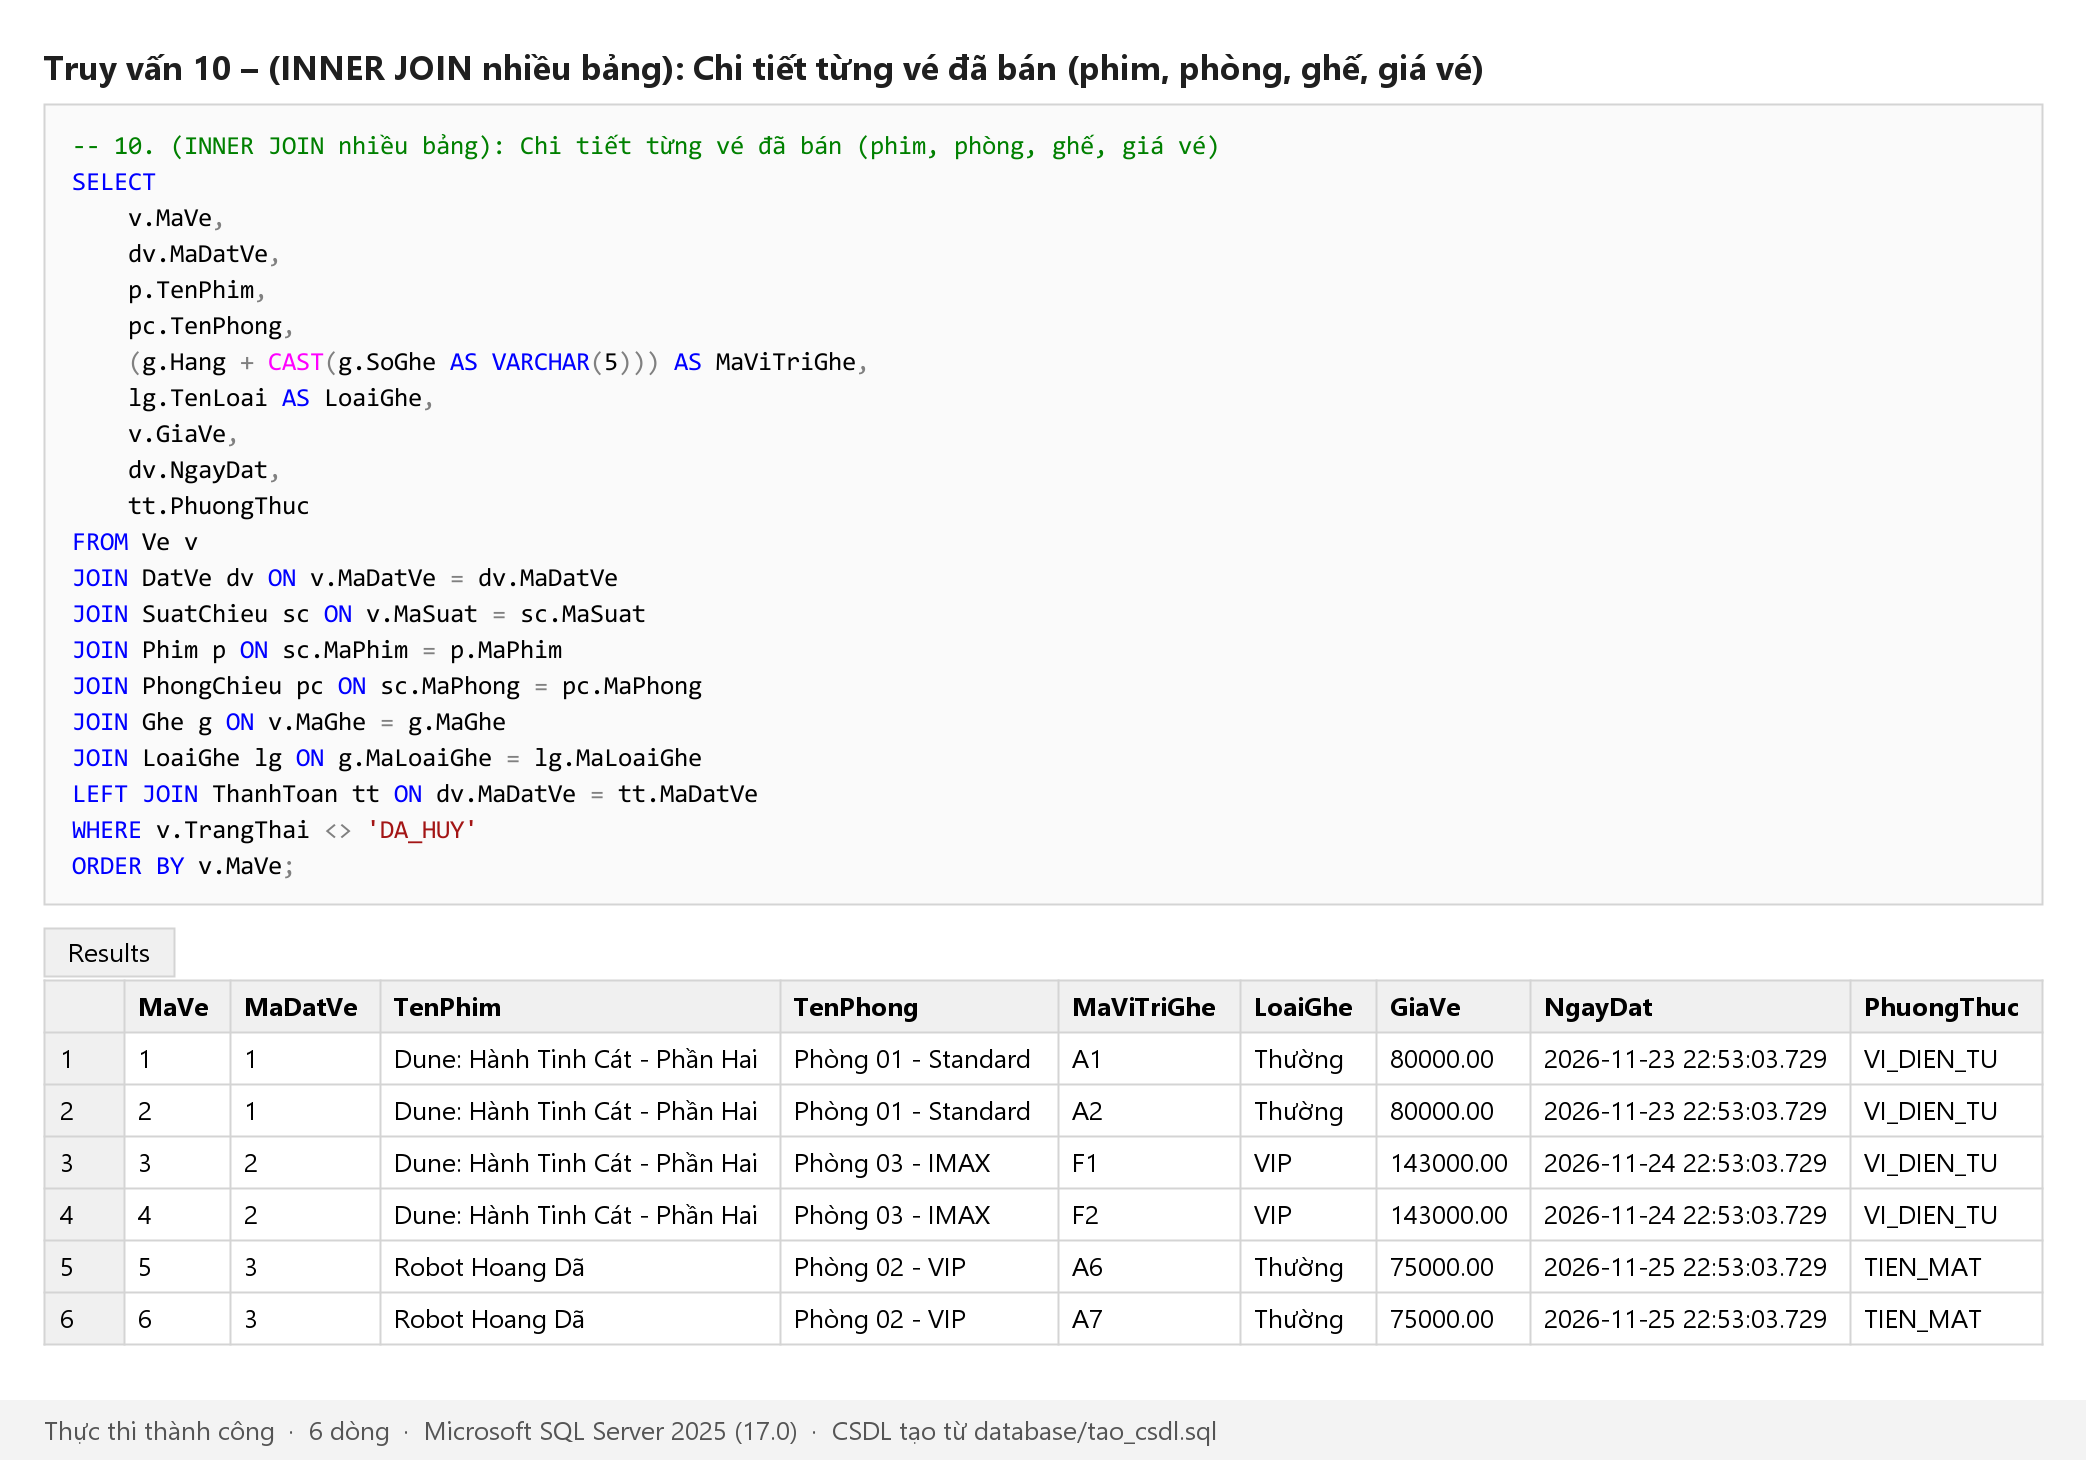 Truy vấn 10 – (INNER JOIN nhiều bảng): Chi tiết từng vé đã bán (phim, phòng, ghế, giá vé)
-- 10. (INNER JOIN nhiều bảng): Chi tiết từng vé đã bán (phim, phòng, ghế, giá vé)
SELECT
    v.MaVe,
    dv.MaDatVe,
    p.TenPhim,
    pc.TenPhong,
    (g.Hang + CAST(g.SoGhe AS VARCHAR(5))) AS MaViTriGhe,
    lg.TenLoai AS LoaiGhe,
    v.GiaVe,
    dv.NgayDat,
    tt.PhuongThuc
FROM Ve v
JOIN DatVe dv ON v.MaDatVe = dv.MaDatVe
JOIN SuatChieu sc ON v.MaSuat = sc.MaSuat
JOIN Phim p ON sc.MaPhim = p.MaPhim
JOIN PhongChieu pc ON sc.MaPhong = pc.MaPhong
JOIN Ghe g ON v.MaGhe = g.MaGhe
JOIN LoaiGhe lg ON g.MaLoaiGhe = lg.MaLoaiGhe
LEFT JOIN ThanhToan tt ON dv.MaDatVe = tt.MaDatVe
WHERE v.TrangThai <> 'DA_HUY'
ORDER BY v.MaVe;
Results
MaVe MaDatVe TenPhim TenPhong MaViTriGhe LoaiGhe GiaVe NgayDat PhuongThuc
1 1 1 Dune: Hành Tinh Cát - Phần Hai Phòng 01 - Standard A1 Thường 80000.00 2026-11-23 22:53:03.729 VI_DIEN_TU
2 2 1 Dune: Hành Tinh Cát - Phần Hai Phòng 01 - Standard A2 Thường 80000.00 2026-11-23 22:53:03.729 VI_DIEN_TU
3 3 2 Dune: Hành Tinh Cát - Phần Hai Phòng 03 - IMAX F1 VIP 143000.00 2026-11-24 22:53:03.729 VI_DIEN_TU
4 4 2 Dune: Hành Tinh Cát - Phần Hai Phòng 03 - IMAX F2 VIP 143000.00 2026-11-24 22:53:03.729 VI_DIEN_TU
5 5 3 Robot Hoang Dã Phòng 02 - VIP A6 Thường 75000.00 2026-11-25 22:53:03.729 TIEN_MAT
6 6 3 Robot Hoang Dã Phòng 02 - VIP A7 Thường 75000.00 2026-11-25 22:53:03.729 TIEN_MAT
Thực thi thành công · 6 dòng · Microsoft SQL Server 2025 (17.0) · CSDL tạo từ database/tao_csdl.sql